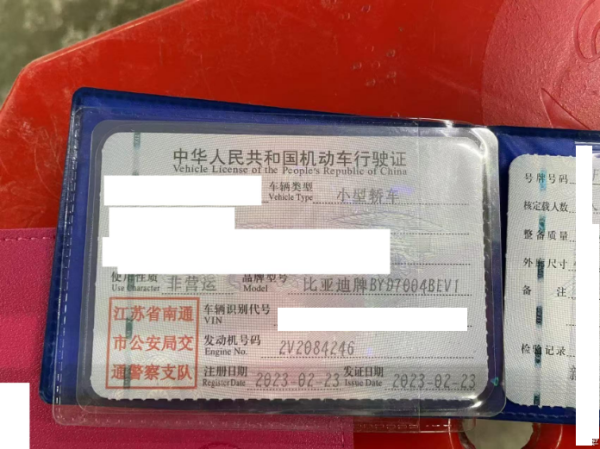 中华人民共和国机动车行驶证
Vehicle License of the People's Republic of China
车辆类型 小型轿车
Vehicle Type
使用性质 非营运 品牌型号 比亚迪牌BYD7004BEV1
Use Character Model
江苏省南通
市公安局交
通警察支队
车辆识别代号
VIN
发动机号码 2V2084246
Engine No.
注册日期 2023-02-23 发证日期 2023-02-23
Register Date Issue Date
号牌号码
核定载人数
整备质量
外廓尺寸
备 注
检验记录